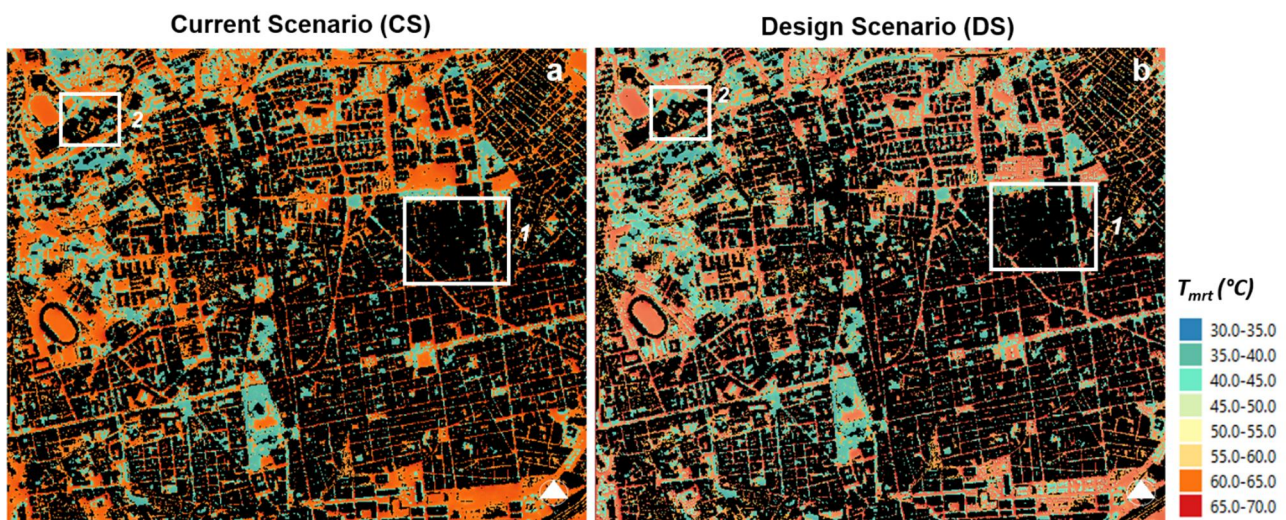 Current Scenario (CS)
Design Scenario (DS)
a
b
2
2
1
1
Tmrt (°C)
30.0-35.0
35.0-40.0
40.0-45.0
45.0-50.0
50.0-55.0
55.0-60.0
60.0-65.0
65.0-70.0